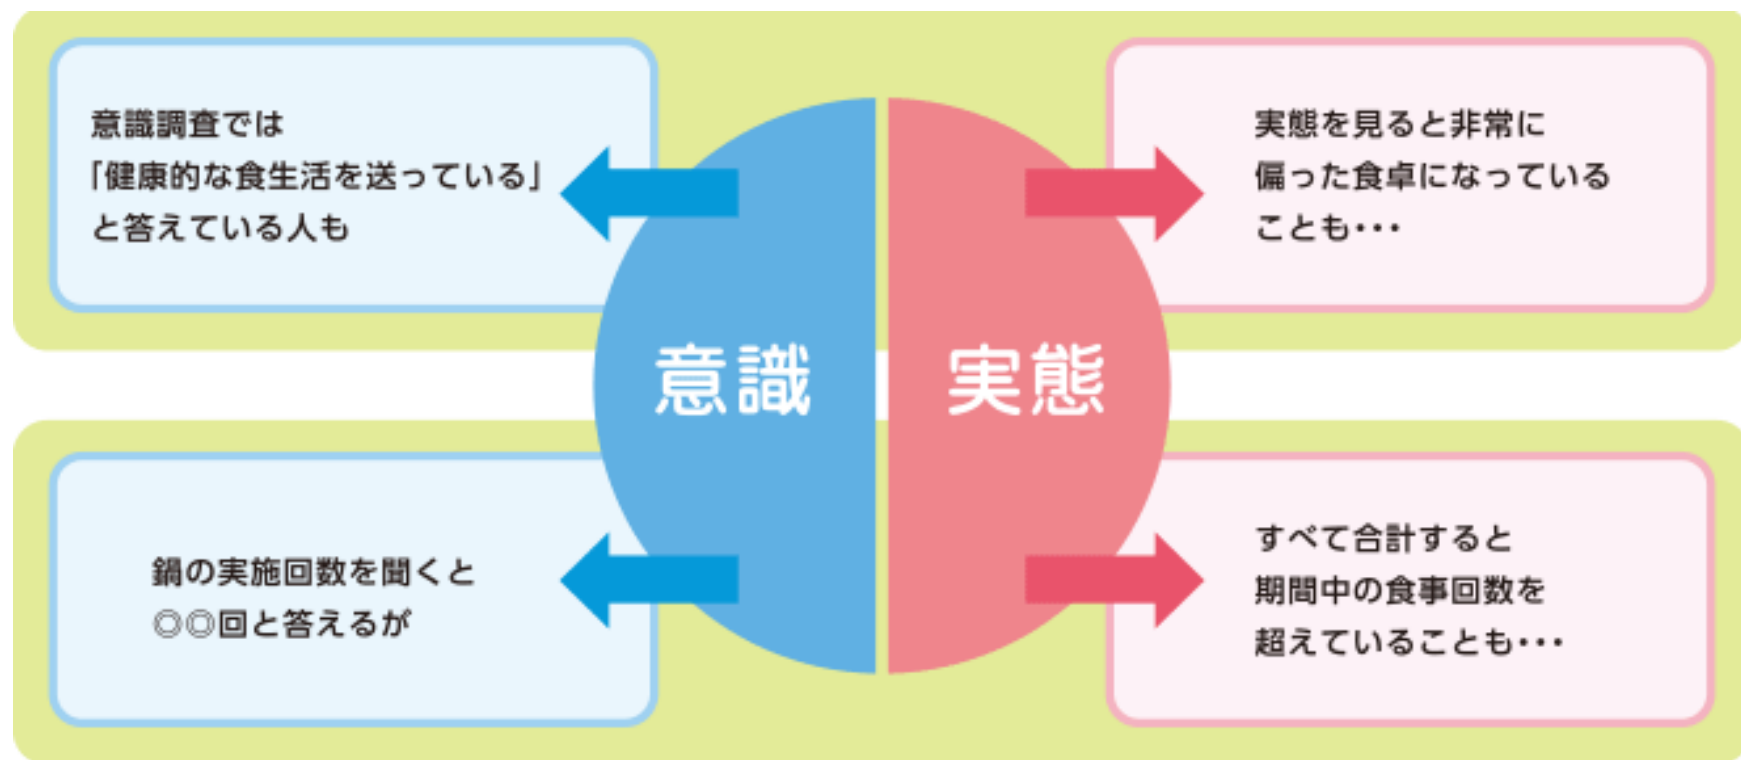 意識調査では
「健康的な食生活を送っている」
と答えている人も
実態を見ると非常に
偏った食卓になっている
ことも･･･
意識
実態
鍋の実施回数を聞くと
◎◎回と答えるが
すべて合計すると
期間中の食事回数を
超えていることも･･･